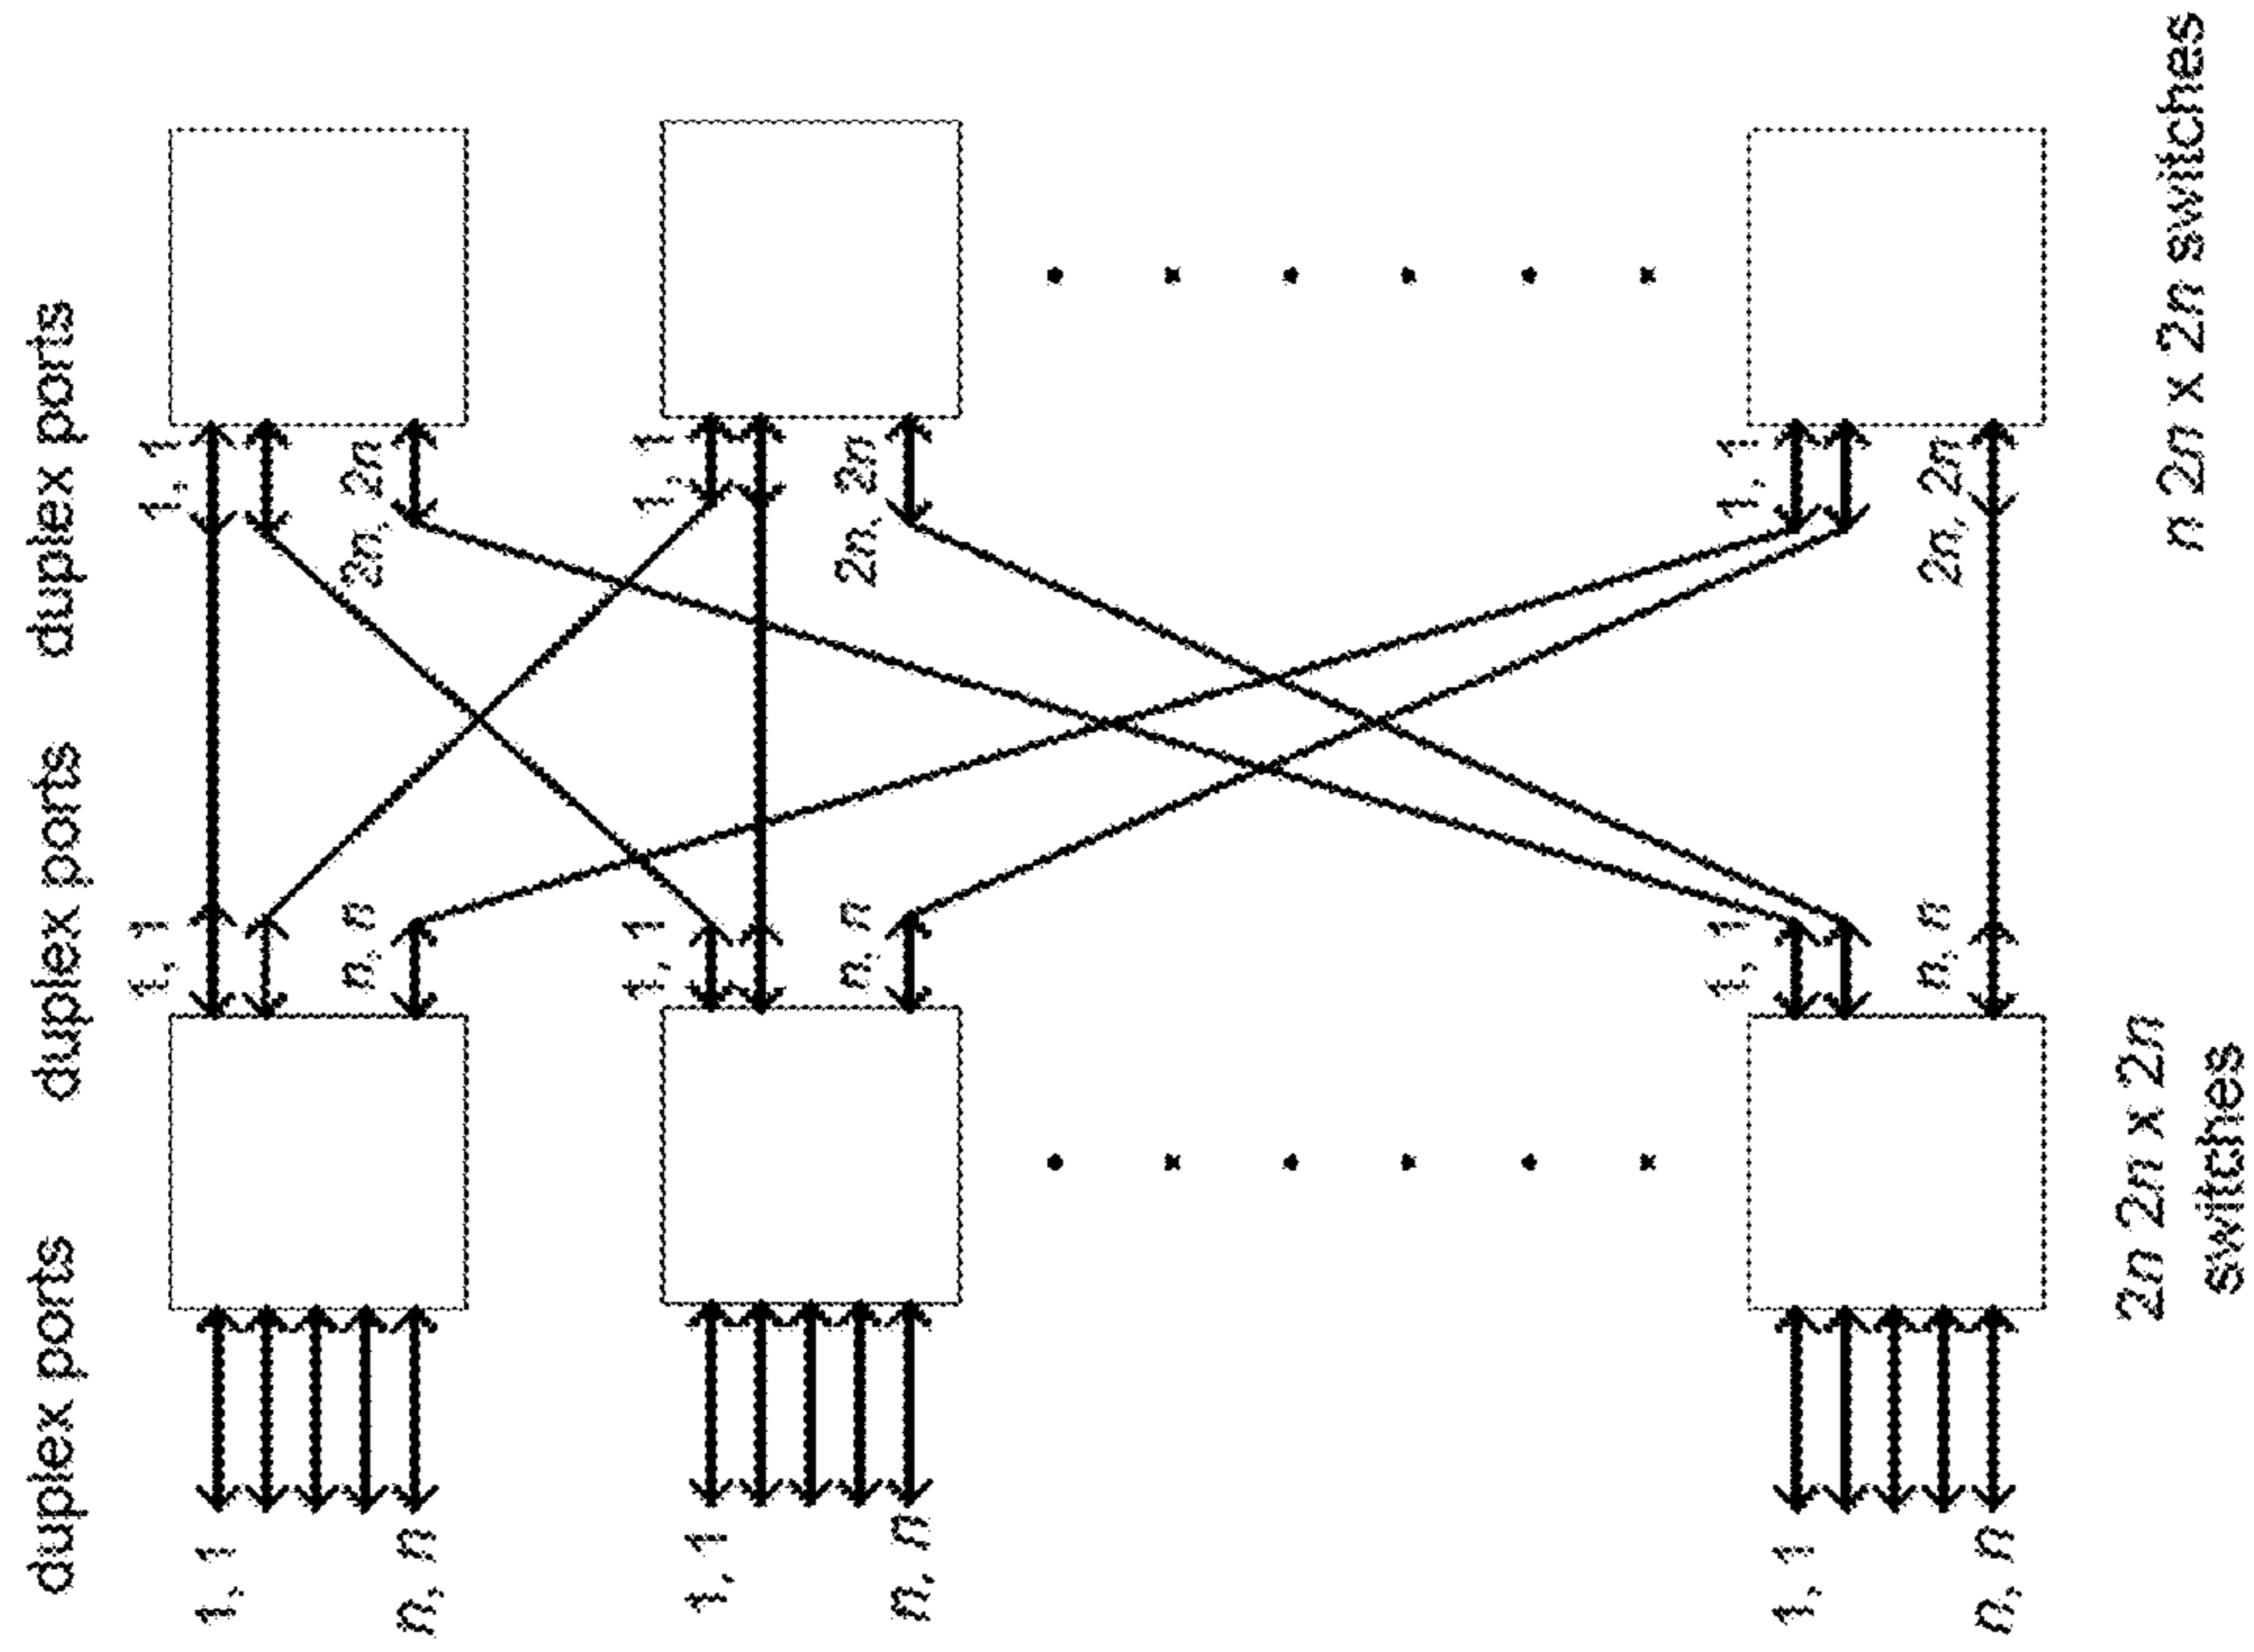 duplex ports
duplex ports
duplex ports
1, 1
1, 1
1, 1
n, n
n, n
2n, 2n
1, 1
1, 1
1, 1
n, n
n, n
2n, 2n
1, 1
1, 1
1, 1
n, n
n, n
2n, 2n
2n 2n x 2n
switches
n 2n x 2n switches